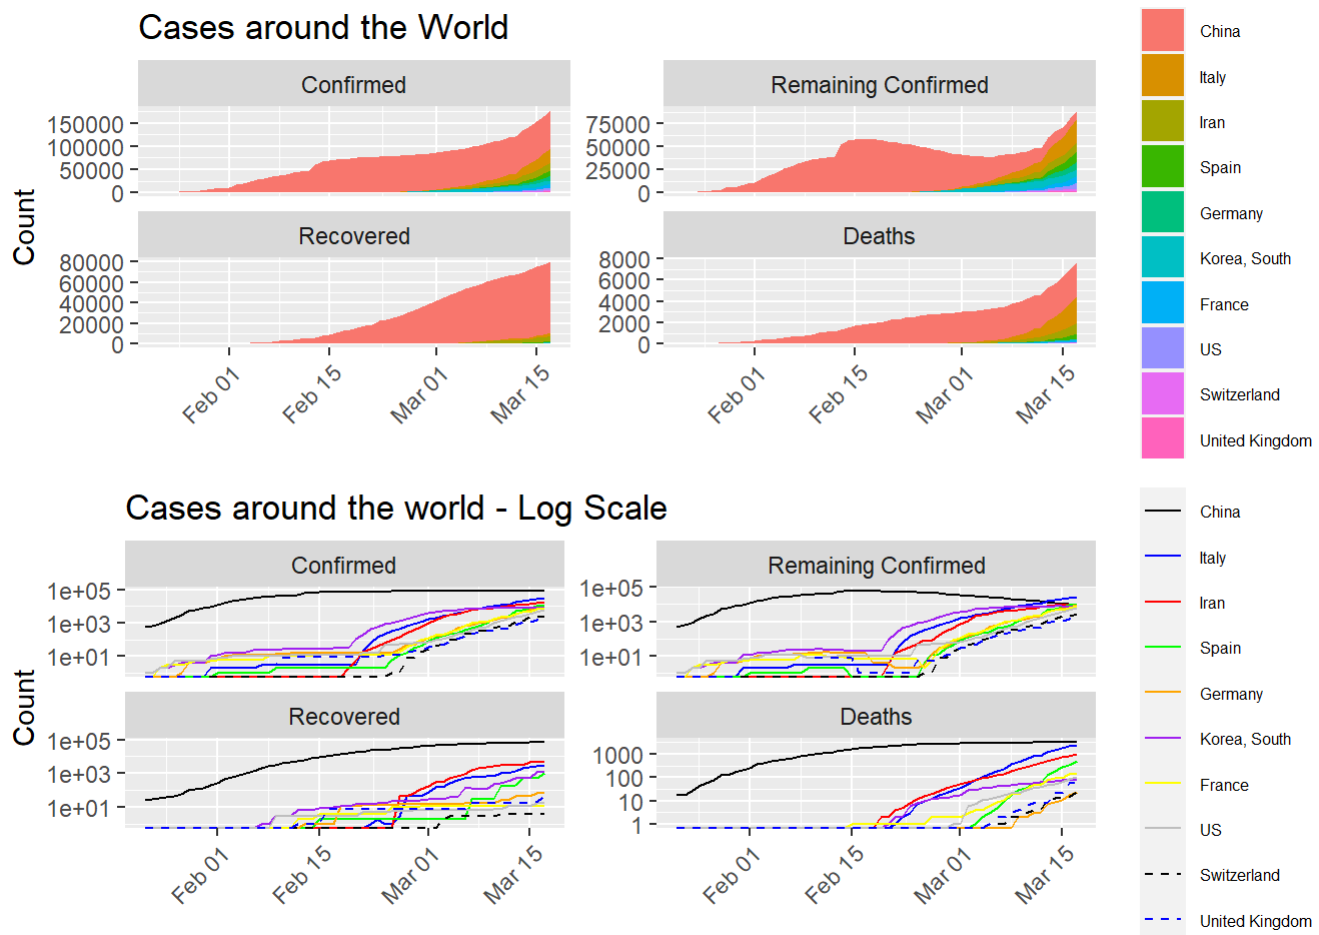 Cases around the World
Confirmed
Remaining Confirmed
150000
100000
50000
0
75000
50000
25000
0
Recovered
Deaths
80000
60000
40000
20000
0
8000
6000
4000
2000
0
Feb 01
Feb 15
Mar 01
Mar 15
Feb 01
Feb 15
Mar 01
Mar 15
Count
China
Italy
Iran
Spain
Germany
Korea, South
France
US
Switzerland
United Kingdom
Cases around the world - Log Scale
Confirmed
Remaining Confirmed
1e+05
1e+03
1e+01
1e+05
1e+03
1e+01
Recovered
Deaths
1e+05
1e+03
1e+01
1000
100
10
1
Feb 01
Feb 15
Mar 01
Mar 15
Feb 01
Feb 15
Mar 01
Mar 15
Count
China
Italy
Iran
Spain
Germany
Korea, South
France
US
Switzerland
United Kingdom